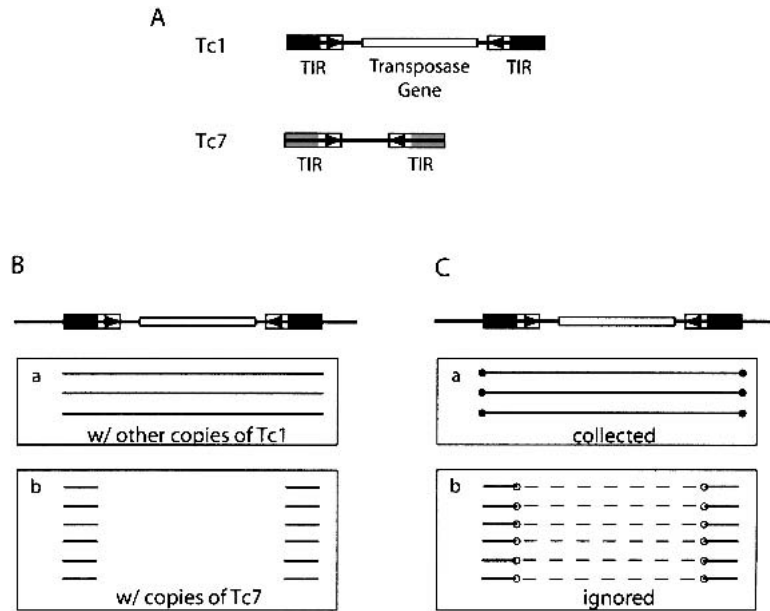 A
Tc1
TIR
Transposase
Gene
TIR
Tc7
TIR
TIR
B
a
w/ other copies of Tc1
b
w/ copies of Tc7
C
a
collected
b
ignored